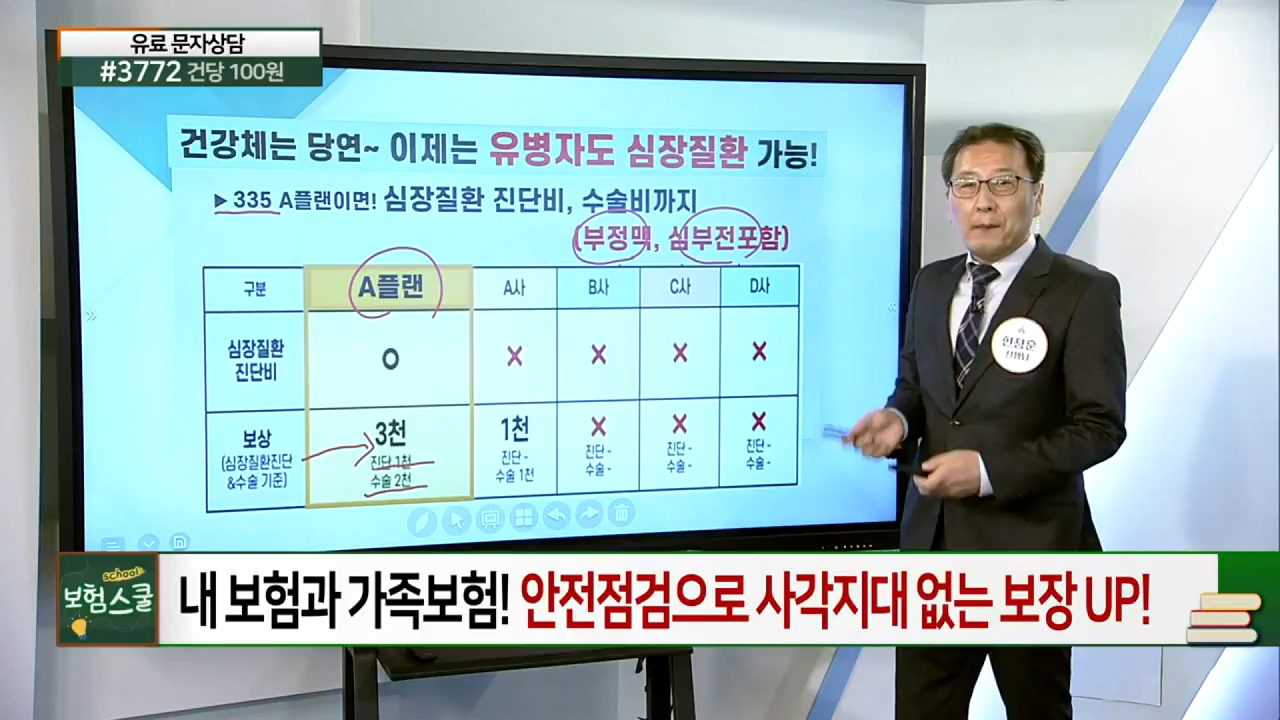 유료 문자상담
#3772 건당 100원
건강체는 당연~ 이제는 유병자도 심장질환 가능!
▶335 A플랜이면! 심장질환 진단비, 수술비까지
(부정맥, 심부전포함)
구분 A플랜 A사 B사 C사 D사
심장질환
진단비
O X X X X
보상
(심장질환진단
&수술 기준)
3천
진단 1천
수술 2천
1천
진단 -
수술 1천
X
진단 -
수술 -
X
진단 -
수술 -
X
진단 -
수술 -
school
보험스쿨
내 보험과 가족보험! 안전점검으로 사각지대 없는 보장 UP!